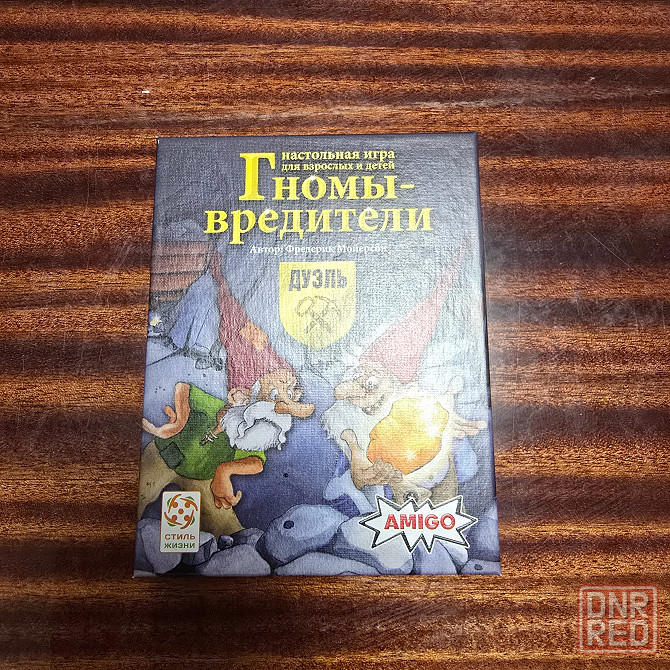 настольная игра
для взрослых и детей
Гномы-
вредители
Автор: Фредерик Мойерсон
ДУЭЛЬ
СТИЛЬ
ЖИЗНИ
AMIGO
DNR
RED